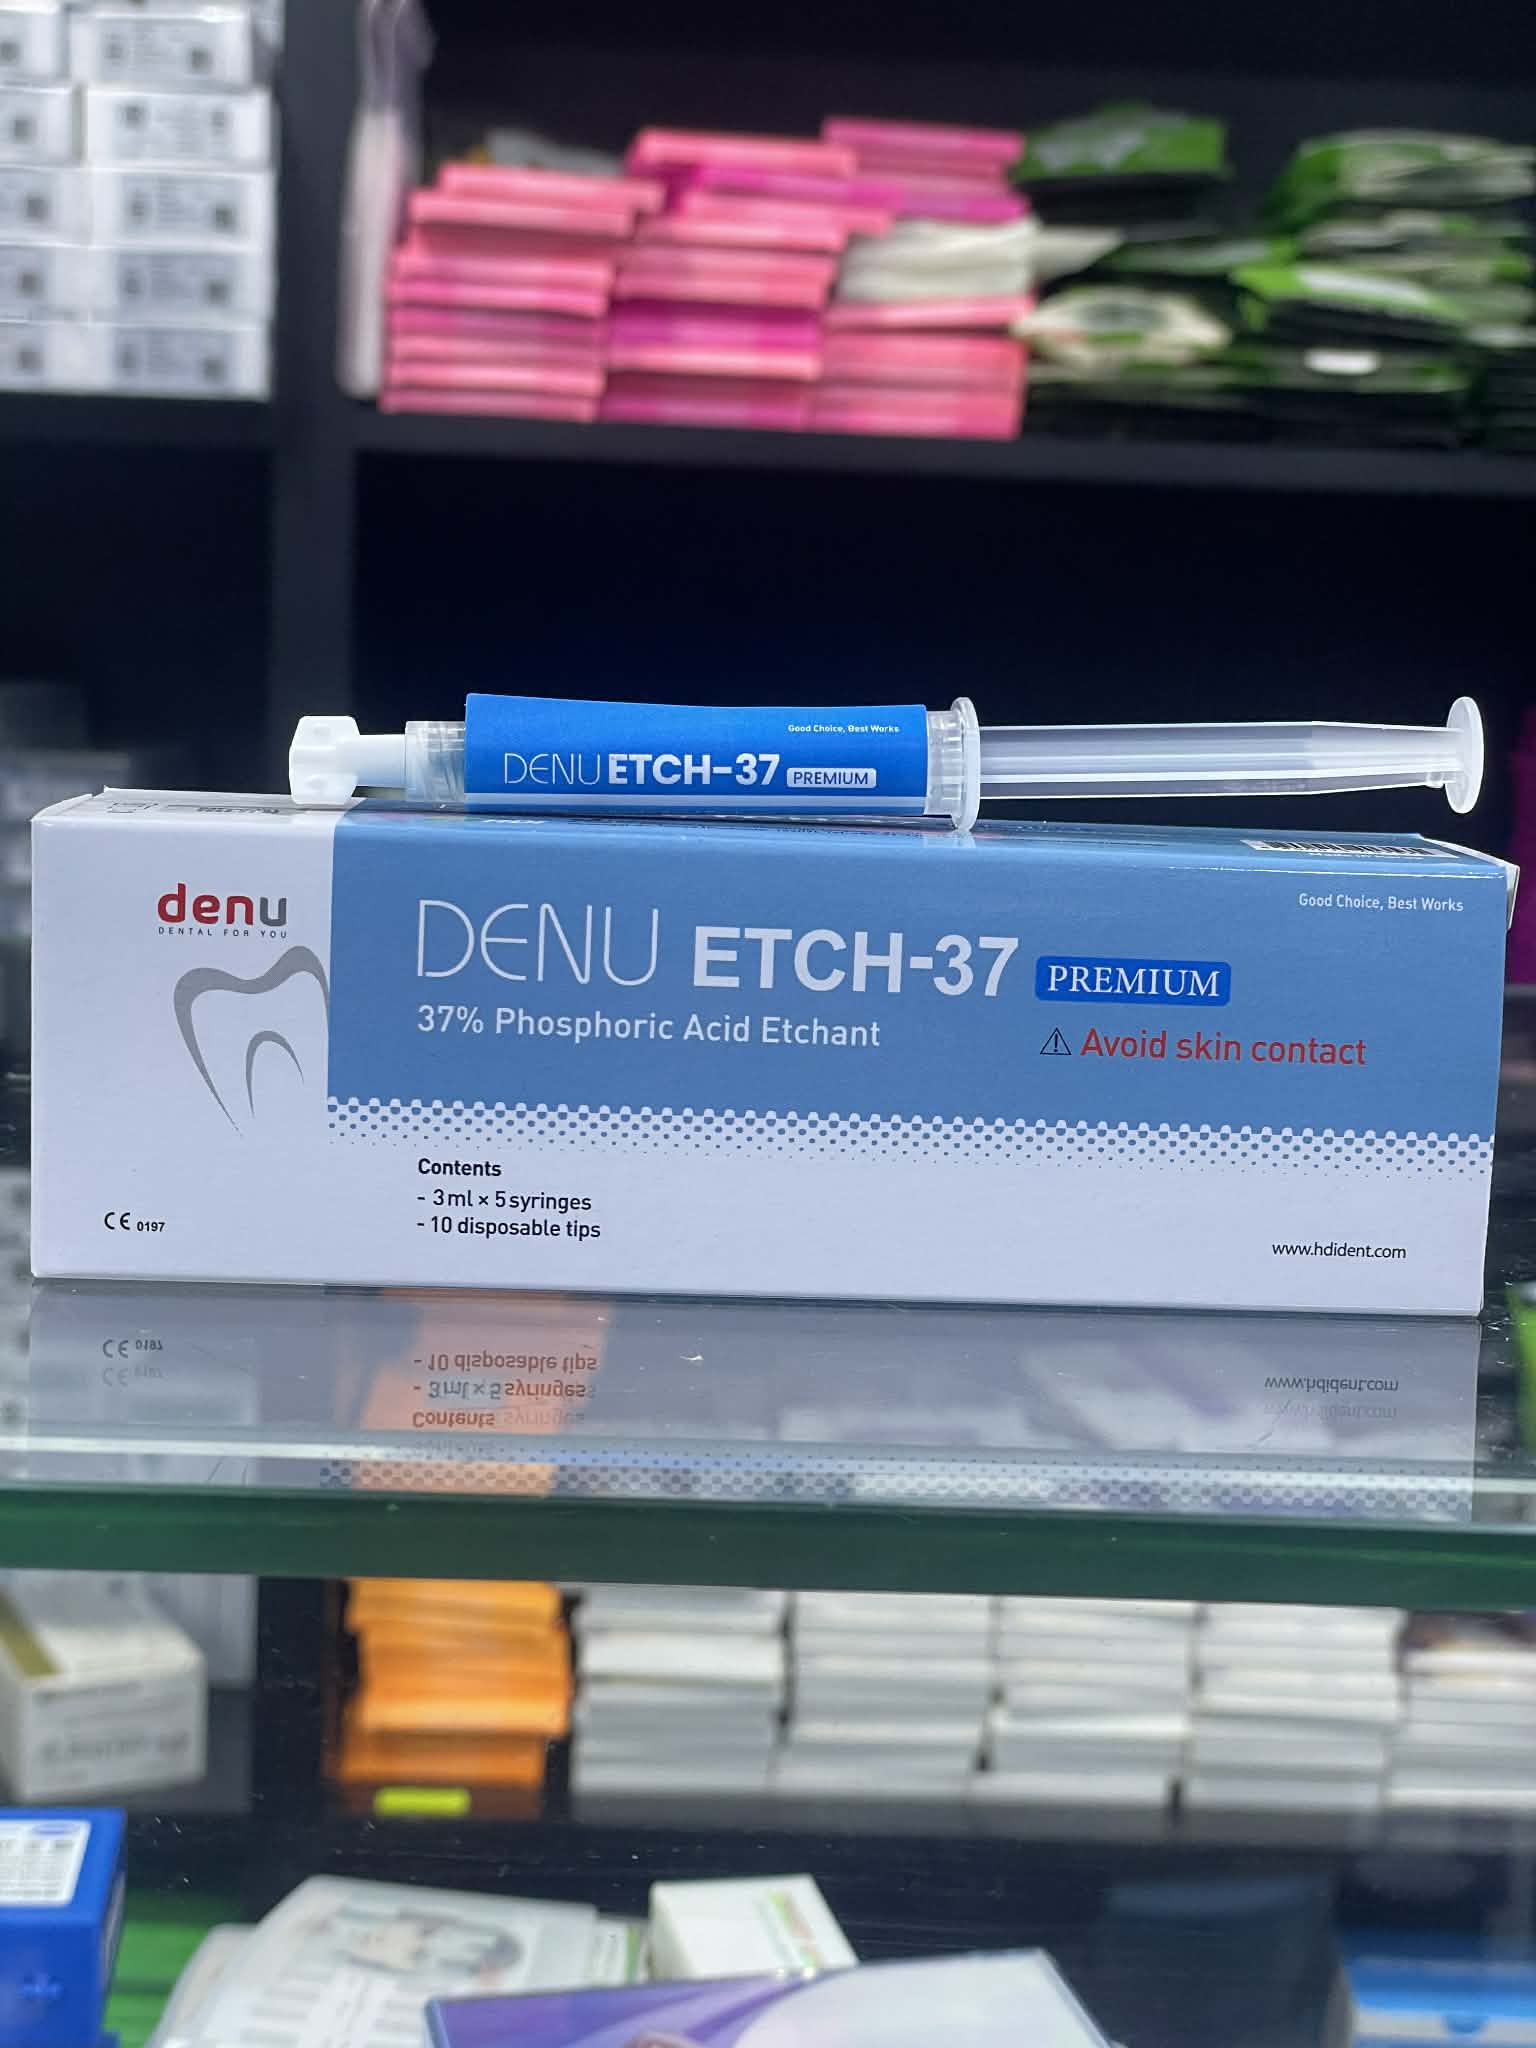 Good Choice, Best Works
DENU ETCH-37 PREMIUM
denu
DENTAL FOR YOU
Good Choice, Best Works
DENU ETCH-37 PREMIUM
37% Phosphoric Acid Etchant
⚠ Avoid skin contact
Contents
- 3ml × 5 syringes
- 10 disposable tips
CE 0197
www.hdident.com